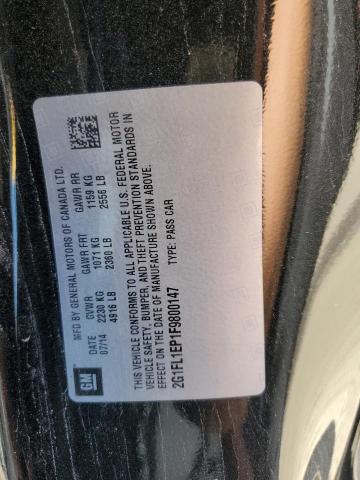 GM
MFD BY GENERAL MOTORS OF CANADA LTD.
07/14 GVWR GAWR FRT GAWR RR
2230 KG 1071 KG 1159 KG
4916 LB 2360 LB 2556 LB
THIS VEHICLE CONFORMS TO ALL APPLICABLE U.S. FEDERAL MOTOR
VEHICLE SAFETY, BUMPER, AND THEFT PREVENTION STANDARDS IN
EFFECT ON THE DATE OF MANUFACTURE SHOWN ABOVE.
2G1FL1EP1F9800147 TYPE: PASS CAR